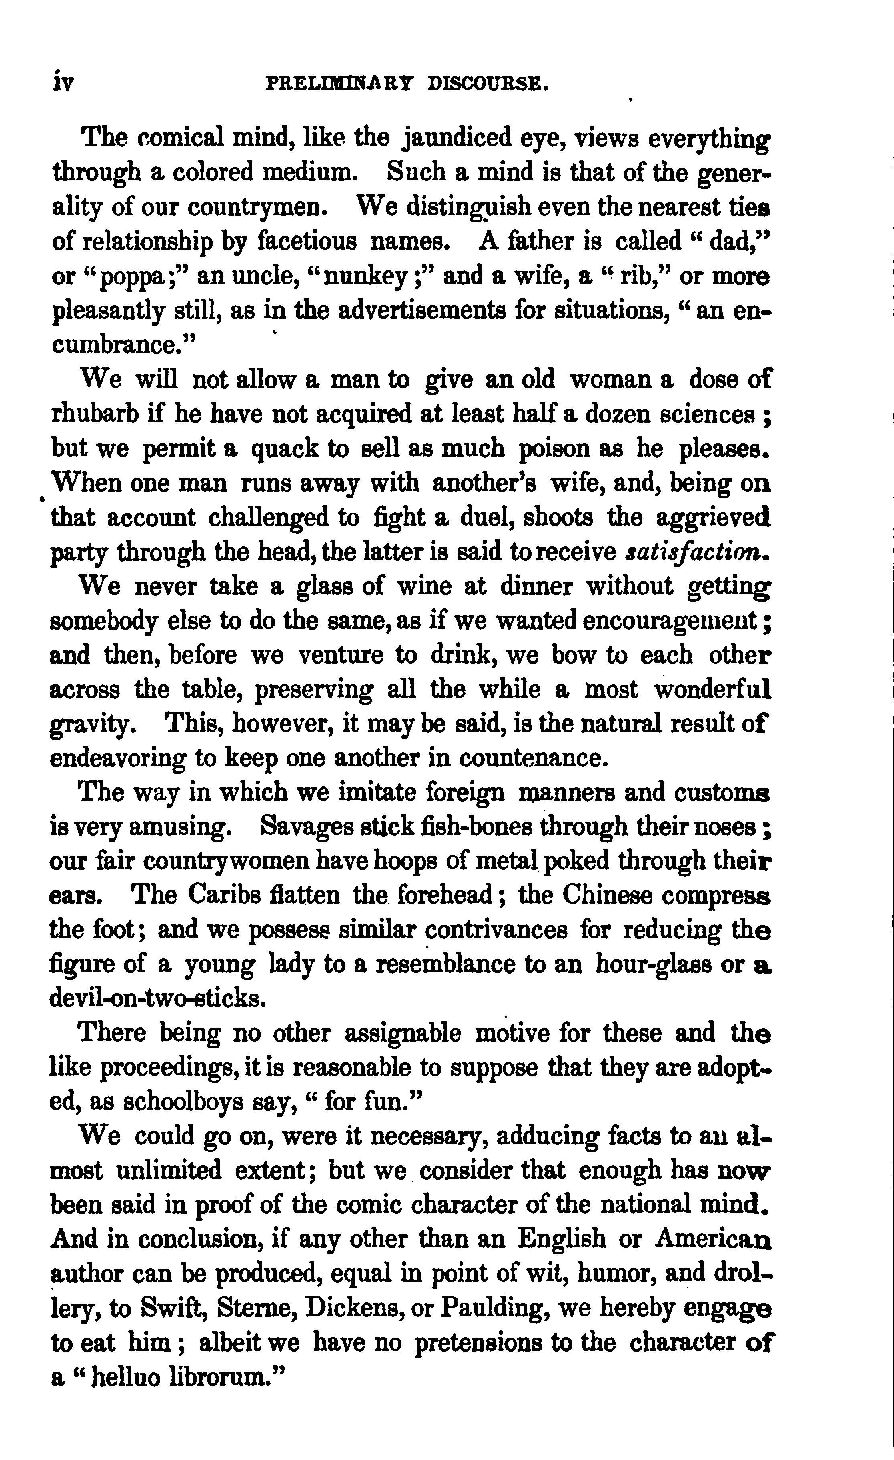 iv PRELIMINARY DISCOURSE.
The comical mind, like the jaundiced eye, views everything
through a colored medium. Such a mind is that of the gener-
ality of our countrymen. We distinguish even the nearest ties
of relationship by facetious names. A father is called “ dad,”
or “poppa;” an uncle, “nunkey ;” and a wife, a “ rib,” or more
pleasantly still, as in the advertisements for situations, “ an en-
cumbrance.”
We will not allow a man to give an old woman a dose of
rhubarb if he have not acquired at least half a dozen sciences ;
but we permit a quack to sell as much poison as he pleases.
When one man runs away with another’s wife, and, being on
that account challenged to fight a duel, shoots the aggrieved
party through the head, the latter is said to receive satisfaction.
We never take a glass of wine at dinner without getting
somebody else to do the same, as if we wanted encouragement ;
and then, before we venture to drink, we bow to each other
across the table, preserving all the while a most wonderful
gravity. This, however, it may be said, is the natural result of
endeavoring to keep one another in countenance.
The way in which we imitate foreign manners and customs
is very amusing. Savages stick fish-bones through their noses ;
our fair countrywomen have hoops of metal poked through their
ears. The Caribs flatten the forehead ; the Chinese compress
the foot ; and we possess similar contrivances for reducing the
figure of a young lady to a resemblance to an hour-glass or a
devil-on-two-sticks.
There being no other assignable motive for these and the
like proceedings, it is reasonable to suppose that they are adopt-
ed, as schoolboys say, “ for fun.”
We could go on, were it necessary, adducing facts to an al-
most unlimited extent ; but we consider that enough has now
been said in proof of the comic character of the national mind.
And in conclusion, if any other than an English or American
author can be produced, equal in point of wit, humor, and drol-
lery, to Swift, Sterne, Dickens, or Paulding, we hereby engage
to eat him ; albeit we have no pretensions to the character of
a “ helluo librorum.”